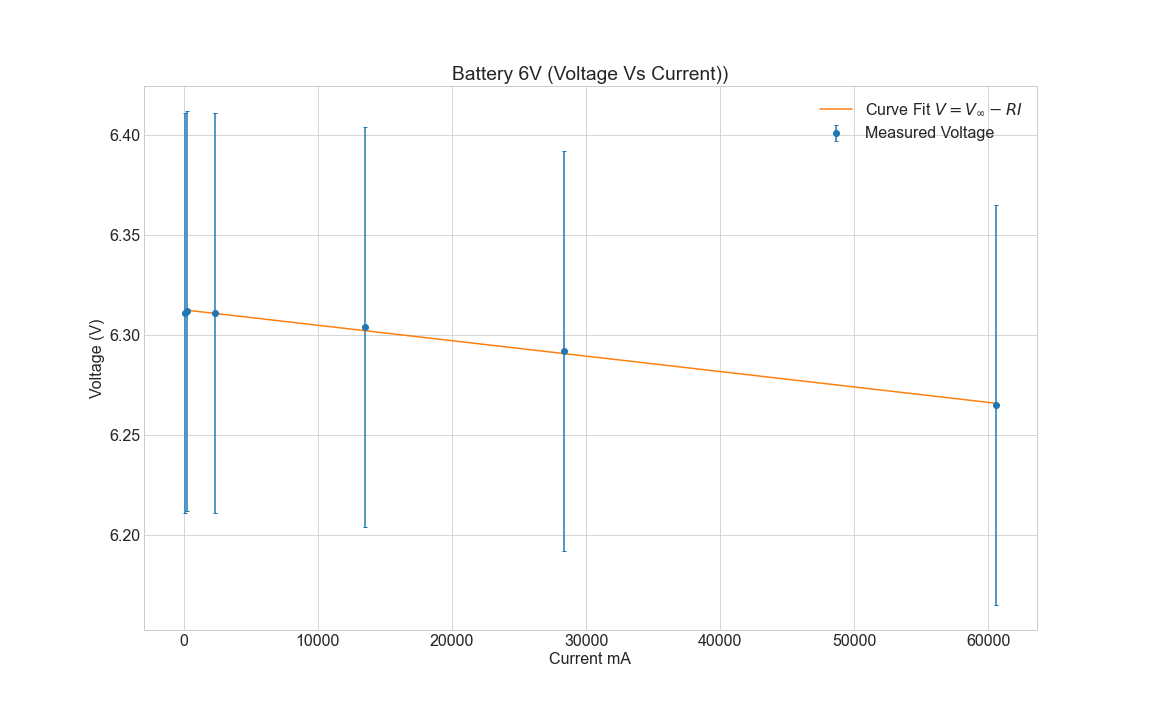 Battery 6V (Voltage Vs Current))
Curve Fit V = V∞ − RI
Measured Voltage
Voltage (V)
6.40
6.35
6.30
6.25
6.20
0 10000 20000 30000 40000 50000 60000
Current mA